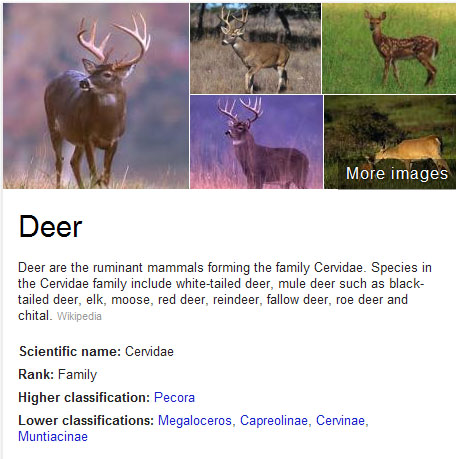 More images
Deer
Deer are the ruminant mammals forming the family Cervidae. Species in
the Cervidae family include white-tailed deer, mule deer such as black-
tailed deer, elk, moose, red deer, reindeer, fallow deer, roe deer and
chital. Wikipedia
Scientific name: Cervidae
Rank: Family
Higher classification: Pecora
Lower classifications: Megaloceros, Capreolinae, Cervinae,
Muntiacinae